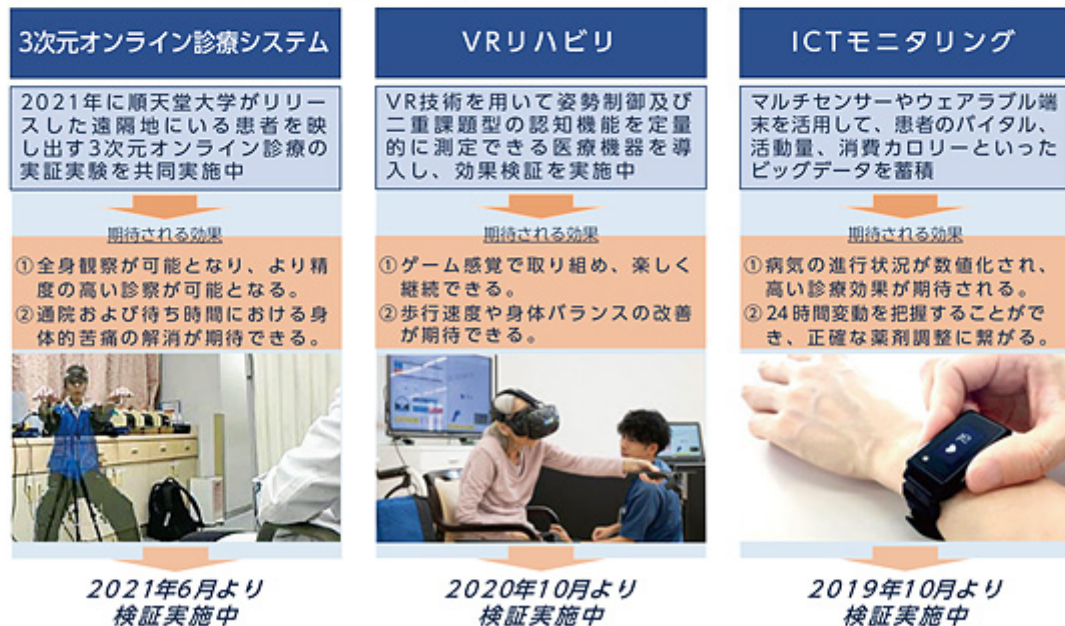 3次元オンライン診療システム
2021年に順天堂大学がリリー
スした遠隔地にいる患者を映
し出す3次元オンライン診療の
実証実験を共同実施中
期待される効果
①全身観察が可能となり、より精
度の高い診察が可能となる。
②通院および待ち時間における身
体的苦痛の解消が期待できる。
2021年6月より
検証実施中
VRリハビリ
VR技術を用いて姿勢制御及び
二重課題型の認知機能を定量
的に測定できる医療機器を導
入し、効果検証を実施中
期待される効果
①ゲーム感覚で取り組め、楽しく
継続できる。
②歩行速度や身体バランスの改善
が期待できる。
2020年10月より
検証実施中
ICTモニタリング
マルチセンサーやウェアラブル端
末を活用して、患者のバイタル、
活動量、消費カロリーといった
ビッグデータを蓄積
期待される効果
①病気の進行状況が数値化され、
高い診療効果が期待される。
②24時間変動を把握することがで
き、正確な薬剤調整に繋がる。
2019年10月より
検証実施中